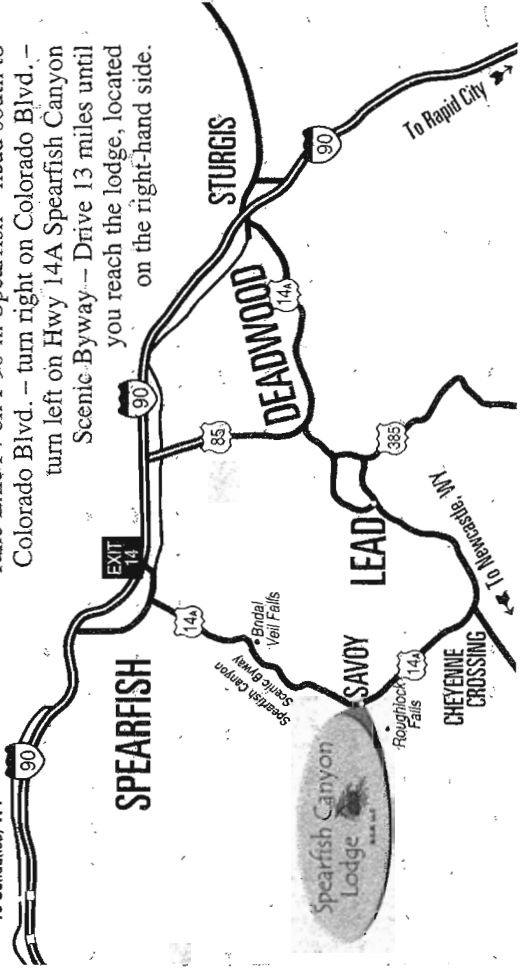 Colorado Blvd. – turn right on Colorado Blvd. –
turn left on Hwy 14A Spearfish Canyon
Scenic Byway – Drive 13 miles until
you reach the lodge, located
on the right-hand side.
90
SPEARFISH
EXIT
14
90
85
14A
Bridal
Veil Falls
Spearfish Canyon
Scenic Byway
STURGIS
90
To Rapid City
DEADWOOD
14A
385
LEAD
To Newcastle, WY
SAVOY
14A
Roughlock
Falls
CHEYENNE
CROSSING
Spearfish Canyon
Lodge